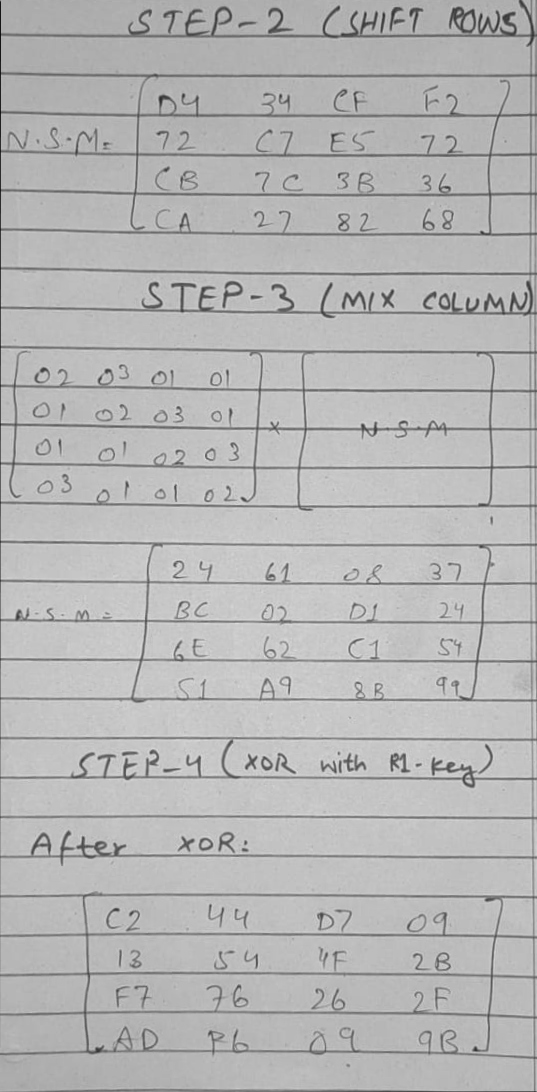 STEP-2 (SHIFT ROWS)
D4 34 CF F2
N.S.M= 72 C7 E5 72
CB 7C 3B 36
CA 27 82 68
STEP-3 (MIX COLUMN)
02 03 01 01
01 02 03 01 × N.S.M
01 01 02 03
03 01 01 02
24 61 08 37
N.S.M= BC 02 D1 24
6E 62 C1 54
51 A9 8B 99
STEP-4 (XOR with R1-key)
After XOR:
C2 44 D7 09
13 54 4F 2B
F7 76 26 2F
AD 09 9B